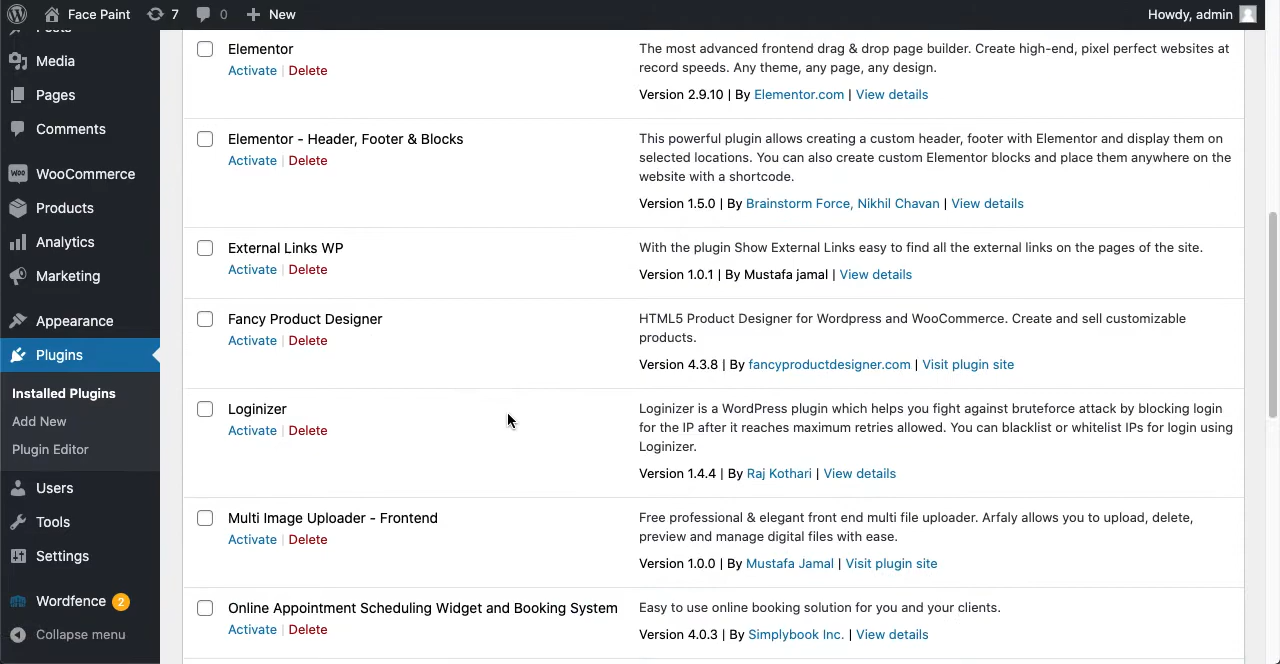 Face Paint 7 0 New Howdy, admin
Posts
Media
Pages
Comments
WooCommerce
Products
Analytics
Marketing
Appearance
Plugins
Installed Plugins
Add New
Plugin Editor
Users
Tools
Settings
Wordfence 2
Collapse menu
Elementor
Activate | Delete
The most advanced frontend drag & drop page builder. Create high-end, pixel perfect websites at
record speeds. Any theme, any page, any design.
Version 2.9.10 | By Elementor.com | View details
Elementor - Header, Footer & Blocks
Activate | Delete
This powerful plugin allows creating a custom header, footer with Elementor and display them on
selected locations. You can also create custom Elementor blocks and place them anywhere on the
website with a shortcode.
Version 1.5.0 | By Brainstorm Force, Nikhil Chavan | View details
External Links WP
Activate | Delete
With the plugin Show External Links easy to find all the external links on the pages of the site.
Version 1.0.1 | By Mustafa jamal | View details
Fancy Product Designer
Activate | Delete
HTML5 Product Designer for Wordpress and WooCommerce. Create and sell customizable
products.
Version 4.3.8 | By fancyproductdesigner.com | Visit plugin site
Loginizer
Activate | Delete
Loginizer is a WordPress plugin which helps you fight against bruteforce attack by blocking login
for the IP after it reaches maximum retries allowed. You can blacklist or whitelist IPs for login using
Loginizer.
Version 1.4.4 | By Raj Kothari | View details
Multi Image Uploader - Frontend
Activate | Delete
Free professional & elegant front end multi file uploader. Arfaly allows you to upload, delete,
preview and manage digital files with ease.
Version 1.0.0 | By Mustafa Jamal | Visit plugin site
Online Appointment Scheduling Widget and Booking System
Activate | Delete
Easy to use online booking solution for you and your clients.
Version 4.0.3 | By Simplybook Inc. | View details